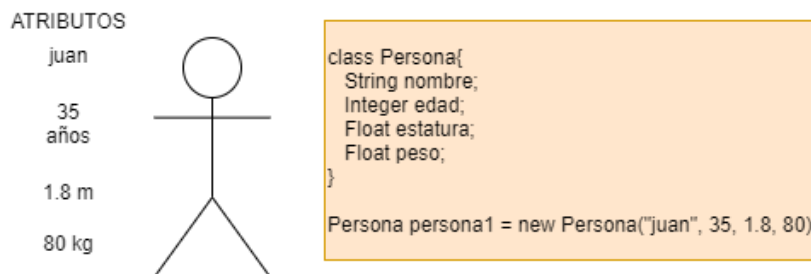 ATRIBUTOS
juan
35
años
1.8 m
80 kg
class Persona{
String nombre;
Integer edad;
Float estatura;
Float peso;
}
Persona persona1 = new Persona("juan", 35, 1.8, 80)